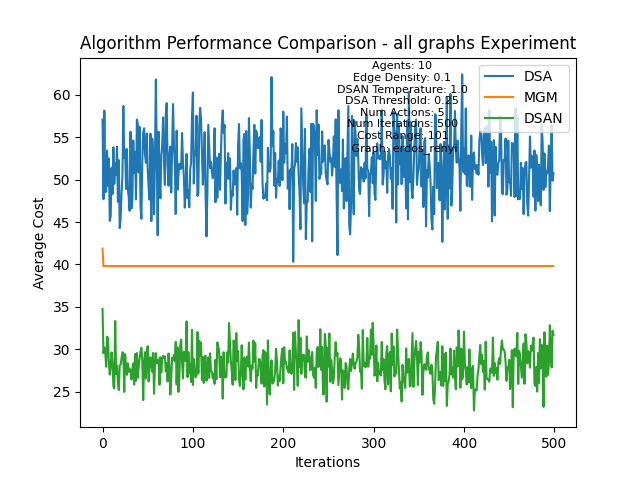 Algorithm Performance Comparison - all graphs Experiment
Agents: 10
Edge Density: 0.1
DSAN Temperature: 1.0
DSA Threshold: 0.25
Num Actions: 5
Num Iterations: 500
Cost Range: 101
Graph: erdos_renyi
DSA
MGM
DSAN
Average Cost
60
55
50
45
40
35
30
25
0
100
200
300
400
500
Iterations